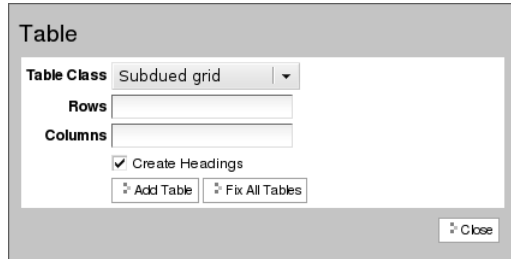 Table
Table Class Subdued grid
Rows
Columns
Create Headings
Add Table Fix All Tables
Close